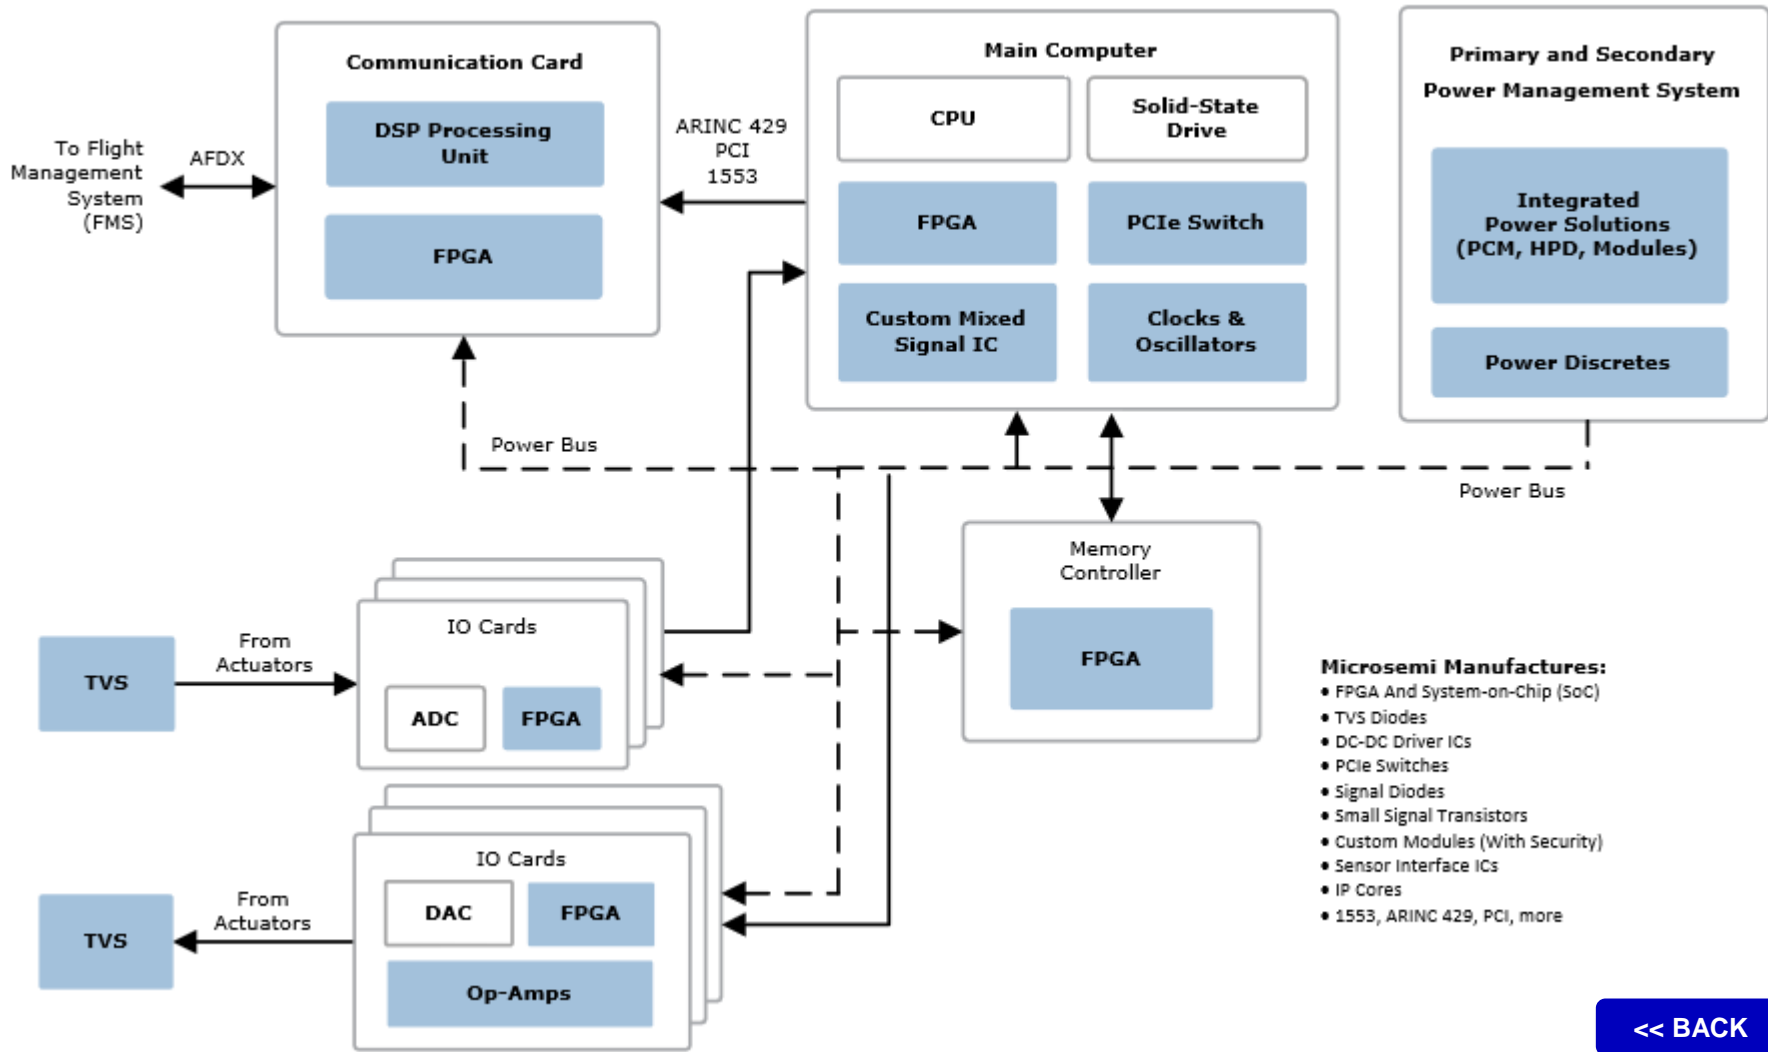 Communication Card
DSP Processing
Unit
FPGA
To Flight
Management
System
(FMS)
AFDX
ARINC 429
PCI
1553
Main Computer
CPU
Solid-State
Drive
FPGA
PCIe Switch
Custom Mixed
Signal IC
Clocks &
Oscillators
Primary and Secondary
Power Management System
Integrated
Power Solutions
(PCM, HPD, Modules)
Power Discretes
Power Bus
Power Bus
Memory
Controller
FPGA
TVS
From
Actuators
IO Cards
ADC
FPGA
TVS
From
Actuators
IO Cards
DAC
FPGA
Op-Amps
Microsemi Manufactures:
• FPGA And System-on-Chip (SoC)
• TVS Diodes
• DC-DC Driver ICs
• PCIe Switches
• Signal Diodes
• Small Signal Transistors
• Custom Modules (With Security)
• Sensor Interface ICs
• IP Cores
• 1553, ARINC 429, PCI, more
<< BACK